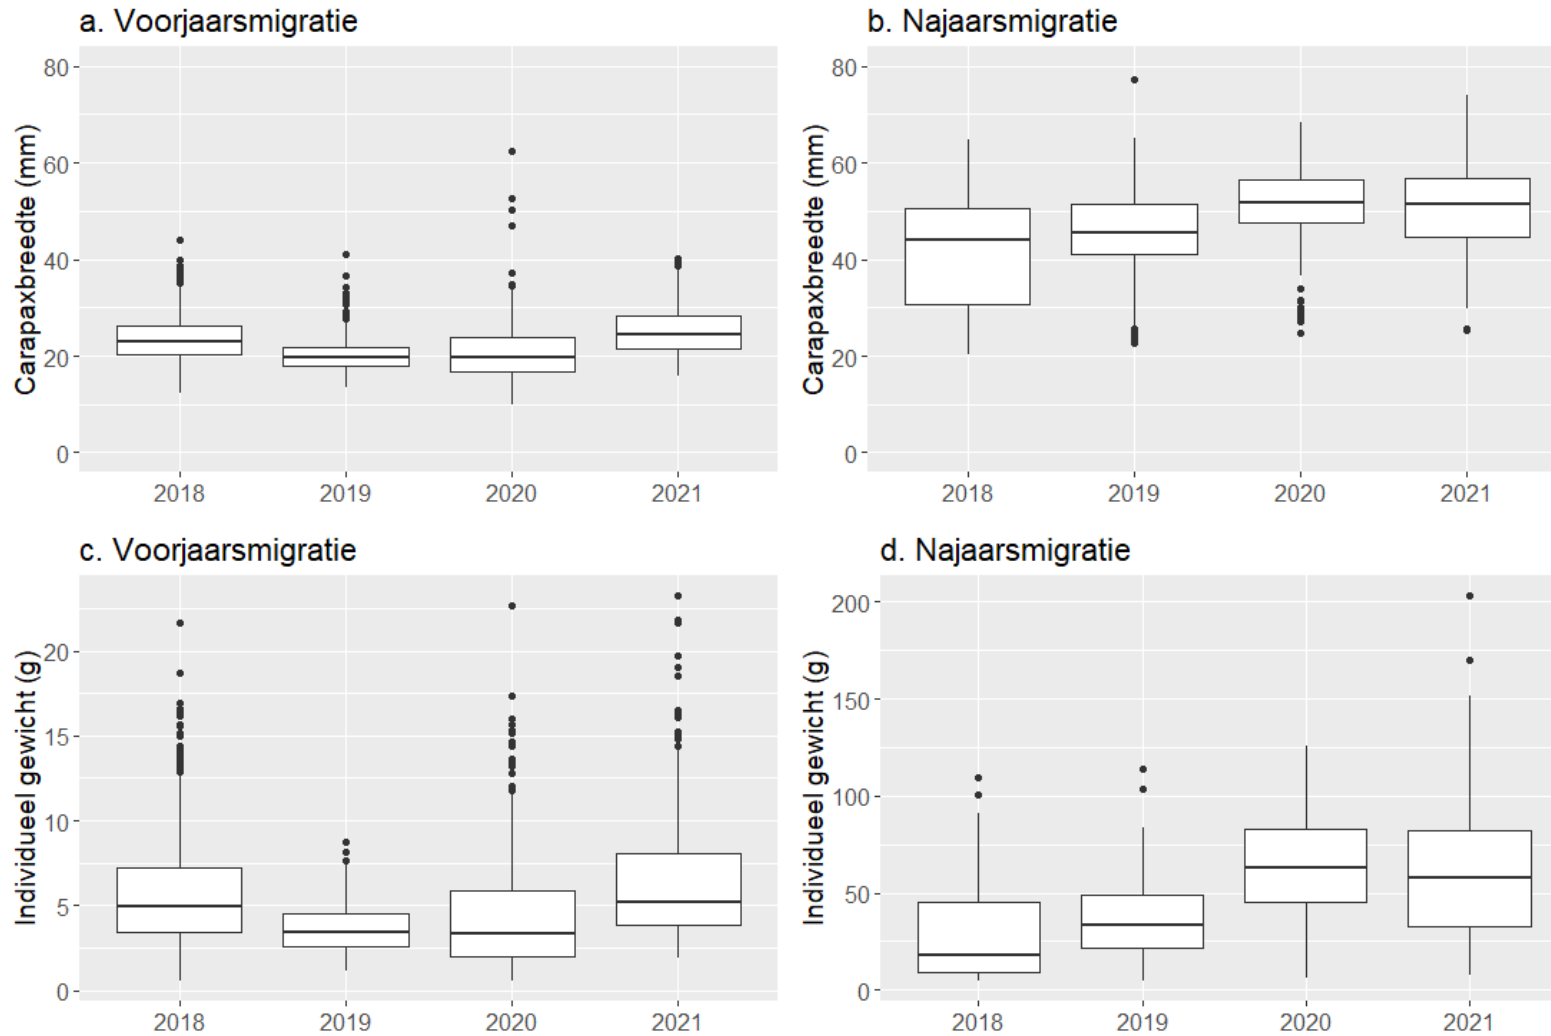 a. Voorjaarsmigratie
Carapaxbreedte (mm)
80
60
40
20
0
2018 2019 2020 2021
b. Najaarsmigratie
Carapaxbreedte (mm)
80
60
40
20
0
2018 2019 2020 2021
c. Voorjaarsmigratie
Individueel gewicht (g)
20
15
10
5
0
2018 2019 2020 2021
d. Najaarsmigratie
Individueel gewicht (g)
200
150
100
50
0
2018 2019 2020 2021